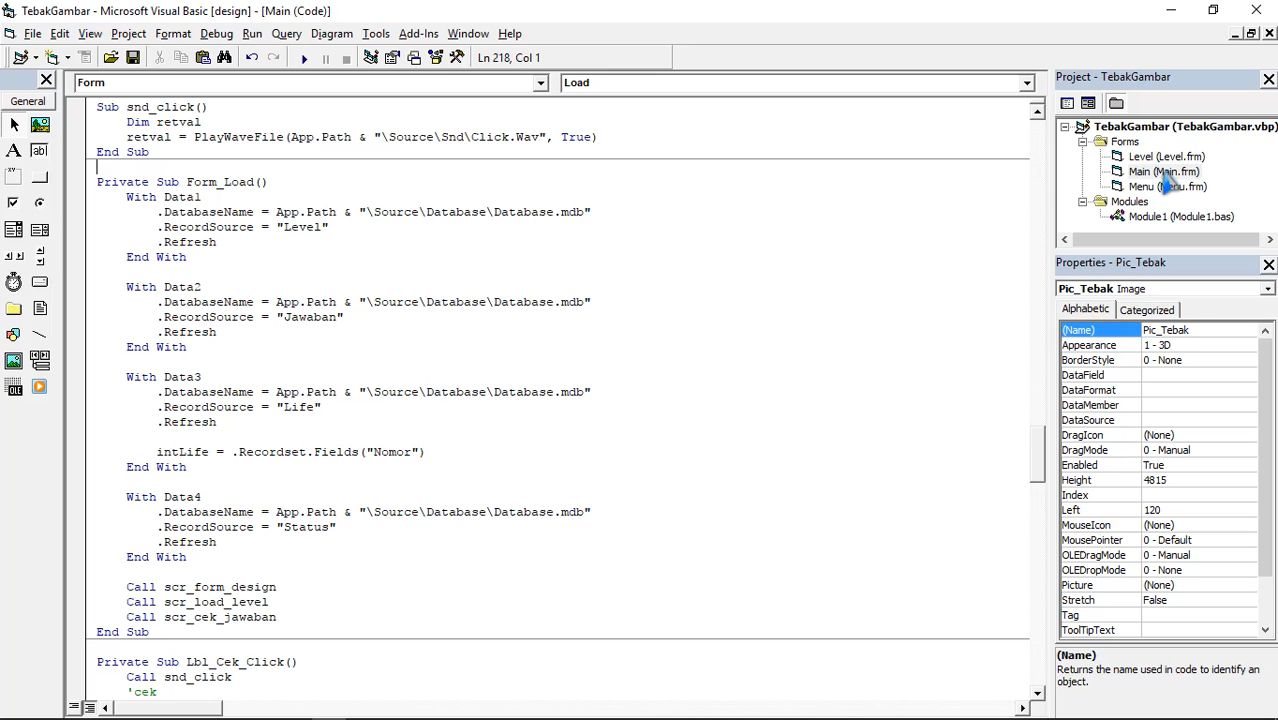 TebakGambar - Microsoft Visual Basic [design] - [Main (Code)]
File Edit View Project Format Debug Run Query Diagram Tools Add-Ins Window Help
Ln 218, Col 1
General
Form
Load
Sub snd_click()
Dim retval
retval = PlayWaveFile(App.Path & "\Source\Snd\Click.Wav", True)
End Sub
Private Sub Form_Load()
With Data1
.DatabaseName = App.Path & "\Source\Database\Database.mdb"
.RecordSource = "Level"
.Refresh
End With
With Data2
.DatabaseName = App.Path & "\Source\Database\Database.mdb"
.RecordSource = "Jawaban"
.Refresh
End With
With Data3
.DatabaseName = App.Path & "\Source\Database\Database.mdb"
.RecordSource = "Life"
.Refresh
intLife = .Recordset.Fields("Nomor")
End With
With Data4
.DatabaseName = App.Path & "\Source\Database\Database.mdb"
.RecordSource = "Status"
.Refresh
End With
Call scr_form_design
Call scr_load_level
Call scr_cek_jawaban
End Sub
Private Sub Lbl_Cek_Click()
Call snd_click
'cek
Project - TebakGambar
TebakGambar (TebakGambar.vbp)
Forms
Level (Level.frm)
Main (Main.frm)
Menu (Menu.frm)
Modules
Module1 (Module1.bas)
Properties - Pic_Tebak
Pic_Tebak Image
Alphabetic Categorized
(Name) Pic_Tebak
Appearance 1 - 3D
BorderStyle 0 - None
DataField
DataFormat
DataMember
DataSource
DragIcon (None)
DragMode 0 - Manual
Enabled True
Height 4815
Index
Left 120
MouseIcon (None)
MousePointer 0 - Default
OLEDragMode 0 - Manual
OLEDropMode 0 - None
Picture (None)
Stretch False
Tag
ToolTipText
(Name)
Returns the name used in code to identify an
object.